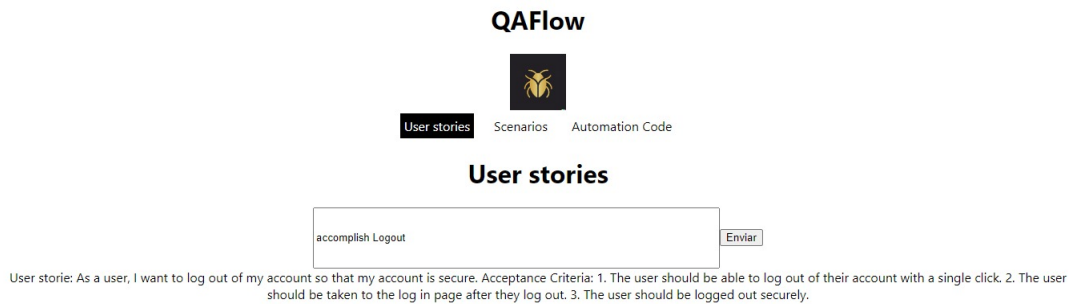 QAFlow
User stories Scenarios Automation Code
User stories
accomplish Logout Enviar
User storie: As a user, I want to log out of my account so that my account is secure. Acceptance Criteria: 1. The user should be able to log out of their account with a single click. 2. The user
should be taken to the log in page after they log out. 3. The user should be logged out securely.